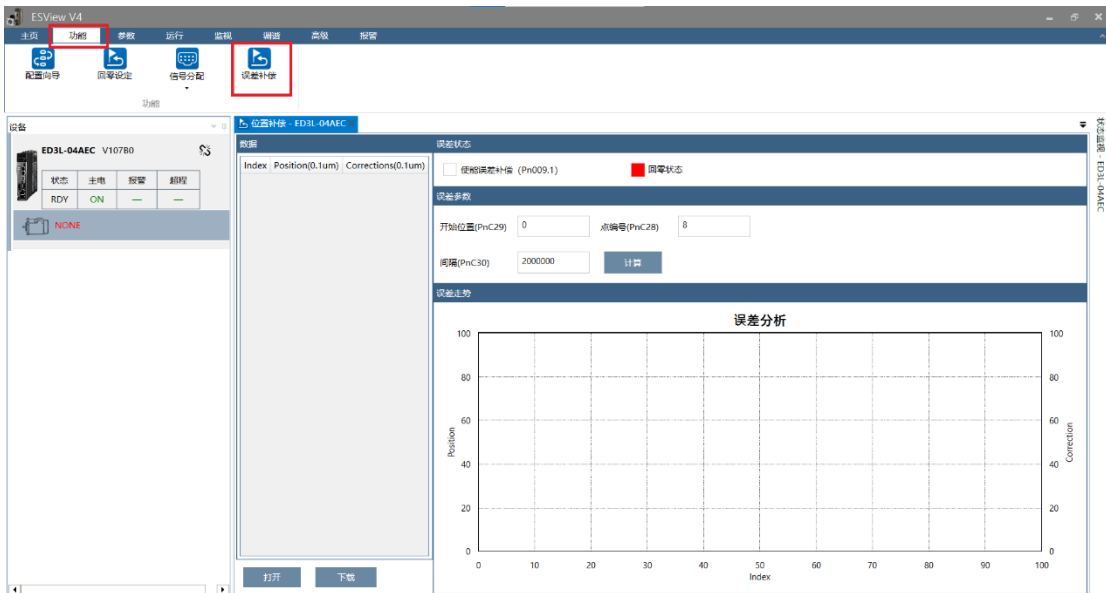 ESView V4
主页 功能 参数 运行 监视 调谐 高级 报警
配置向导 回零设定 信号分配 误差补偿
功能
设备
ED3L-04AEC V107B0
状态 主电 报警 超程
RDY ON — —
NONE
位置补偿 - ED3L-04AEC
数据
Index Position(0.1um) Corrections(0.1um)
打开 下载
误差状态
使能误差补偿 (Pn009.1) 回零状态
误差参数
开始位置(PnC29) 0 点编号(PnC28) 8
间隔(PnC30) 2000000 计算
误差走势
误差分析
100 100
80 80
60 60
40 40
20 20
0 0
Position
Correction
0 10 20 30 40 50 60 70 80 90 100
Index
状态监视 - ED3L-04AEC